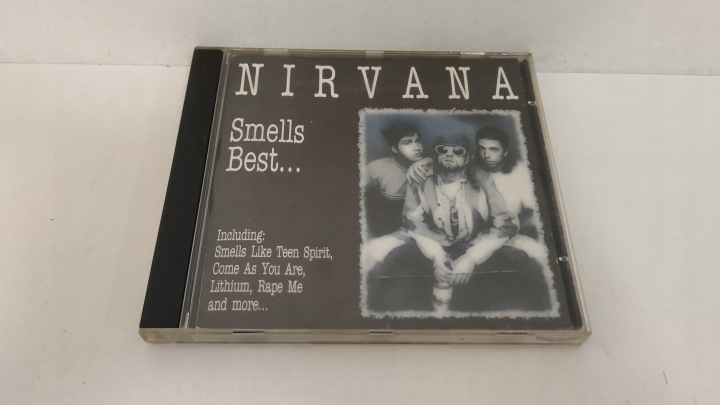 NIRVANA
Smells
Best...
Including:
Smells Like Teen Spirit,
Come As You Are,
Lithium, Rape Me
and more...